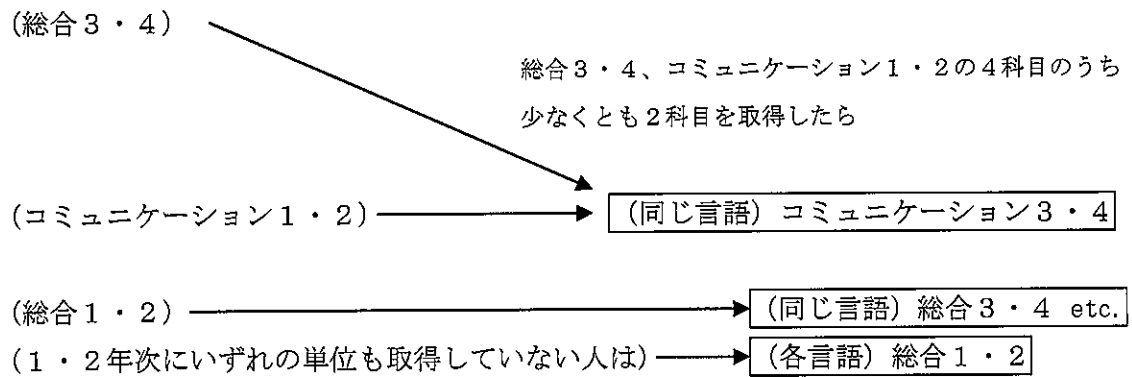 (総合3・4)
総合3・4、コミュニケーション1・2の4科目のうち
少なくとも2科目を取得したら
(コミュニケーション1・2) (同じ言語) コミュニケーション3・4
(総合1・2) (同じ言語) 総合3・4 etc.
(1・2年次にいずれの単位も取得していない人は) (各言語) 総合1・2